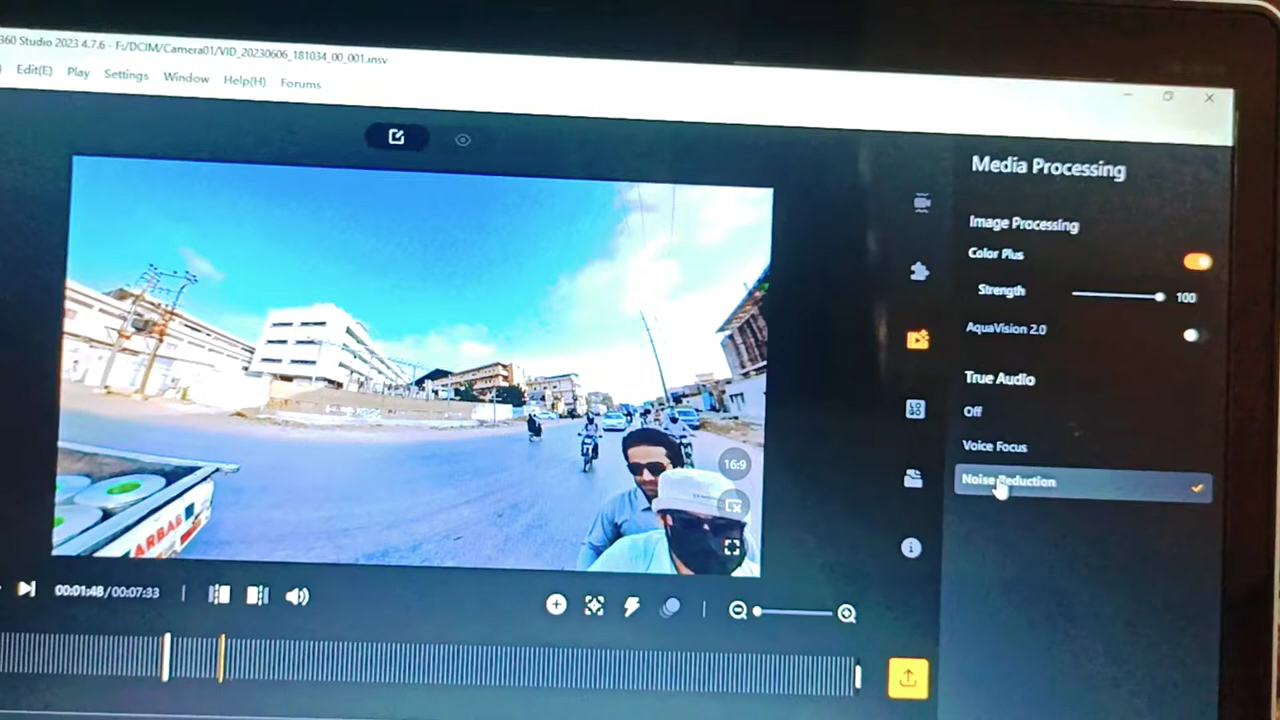 360 Studio 2023 4.7.6 - F:/DCIM/Camera01/VID_20230606_181034_00_001.insv
Edit(E) Play Settings Window Help(H) Forums
Media Processing
Image Processing
Color Plus
Strength 100
AquaVision 2.0
True Audio
Off
Voice Focus
Noise Reduction
16:9
ARBAB
LO
GO
00:01:48/00:07:33